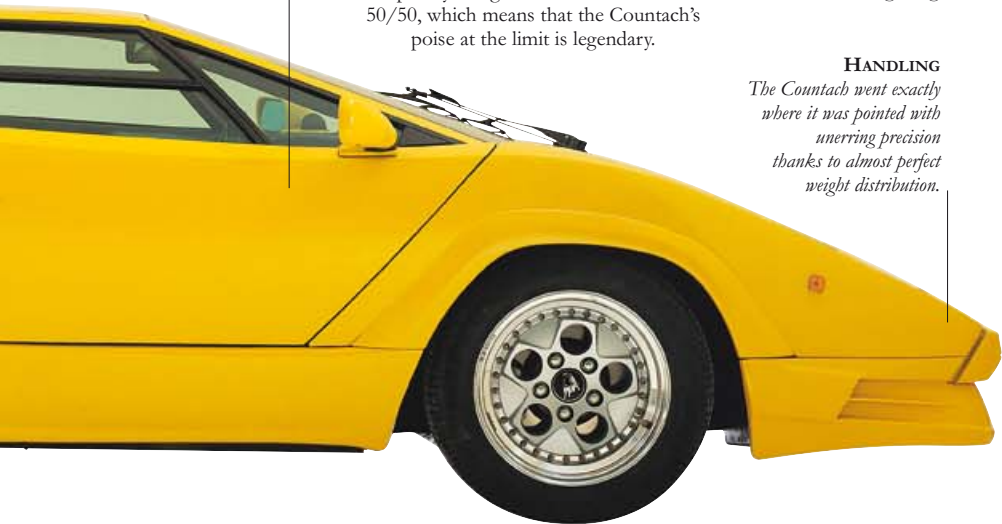 50/50, which means that the Countach's
poise at the limit is legendary.
HANDLING
The Countach went exactly
where it was pointed with
unerring precision
thanks to almost perfect
weight distribution.